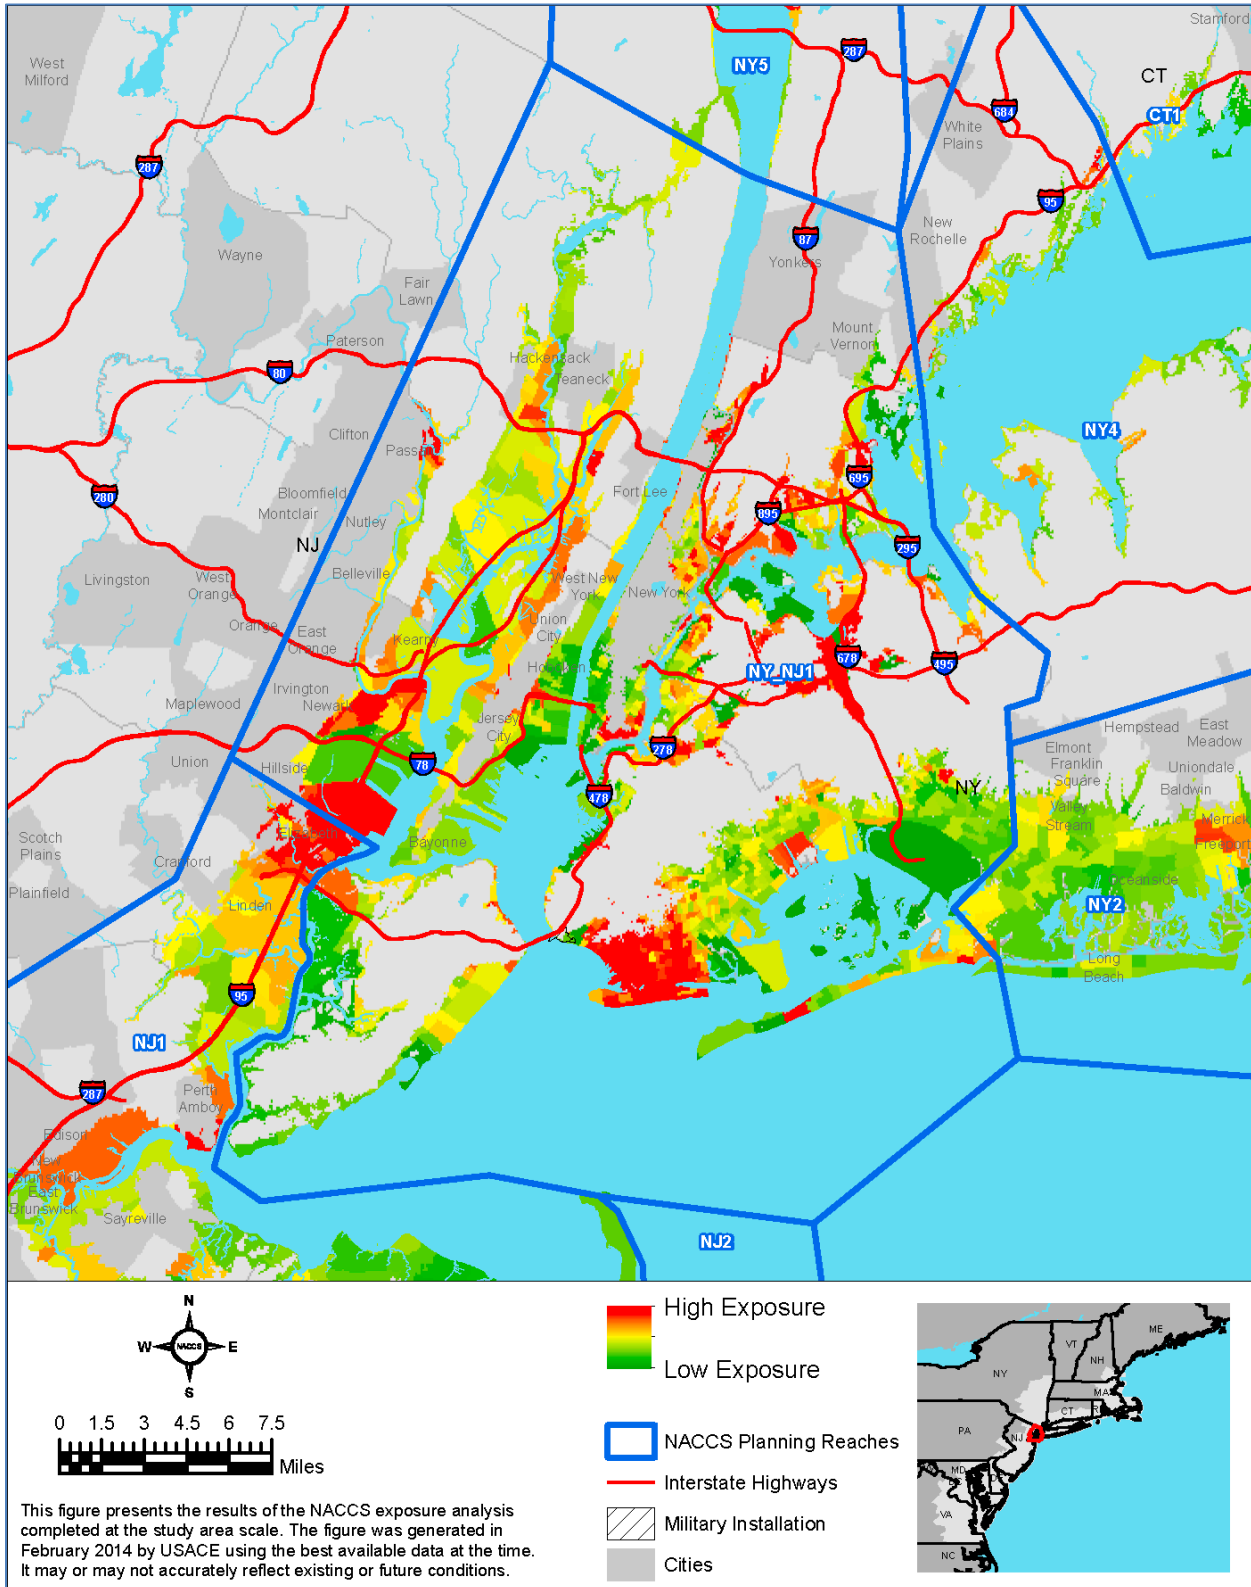 Stamford
West
Milford
NY5
287
CT
CT1
684
White
Plains
287
95
New
Rochelle
87
Yonkers
Wayne
Fair
Lawn
Paterson
Mount
Vernon
Hackensack
Teaneck
80
NY4
Clifton
Passaic
695
280
Bloomfield
Montclair
Fort Lee
895
Nutley
NJ
295
Belleville
Livingston
West
Orange
West New
York
New York
Orange
East
Orange
Kearny
Union
City
678
495
Hoboken
NY_NJ1
Irvington
Newark
Maplewood
Jersey
City
Hempstead
East
Meadow
278
Elmont
Franklin
Square
Union
Hillside
78
Uniondale
Baldwin
478
NY
Valley
Stream
Merrick
Scotch
Plains
Elizabeth
Bayonne
Freeport
Cranford
Plainfield
Oceanside
Linden
NY2
Long
Beach
95
NJ1
287
Perth
Amboy
Edison
New
Brunswick
East
Brunswick
Sayreville
NJ2
N
W NACCS E
S
0 1.5 3 4.5 6 7.5
Miles
This figure presents the results of the NACCS exposure analysis
completed at the study area scale. The figure was generated in
February 2014 by USACE using the best available data at the time.
It may or may not accurately reflect existing or future conditions.
High Exposure
Low Exposure
NACCS Planning Reaches
Interstate Highways
Military Installation
Cities
ME
VT
NH
NY
MA
CT
PA
NJ
MD
VA
NC